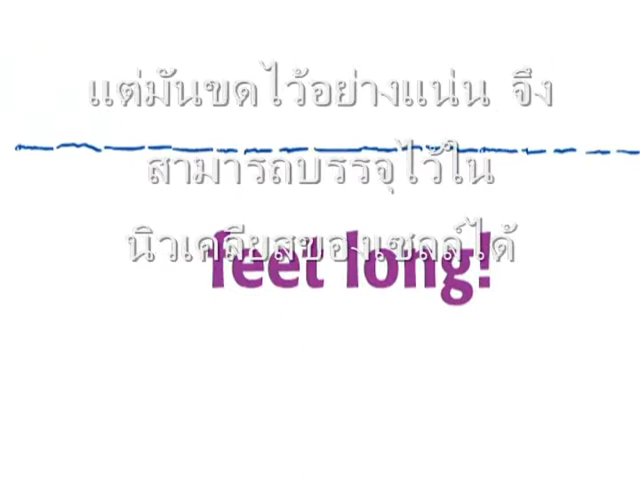 แต่มันขดไว้อย่างแน่น จึง
สามารถบรรจุไว้ใน
นิวเคลียสของเซลล์ได้
feet long!